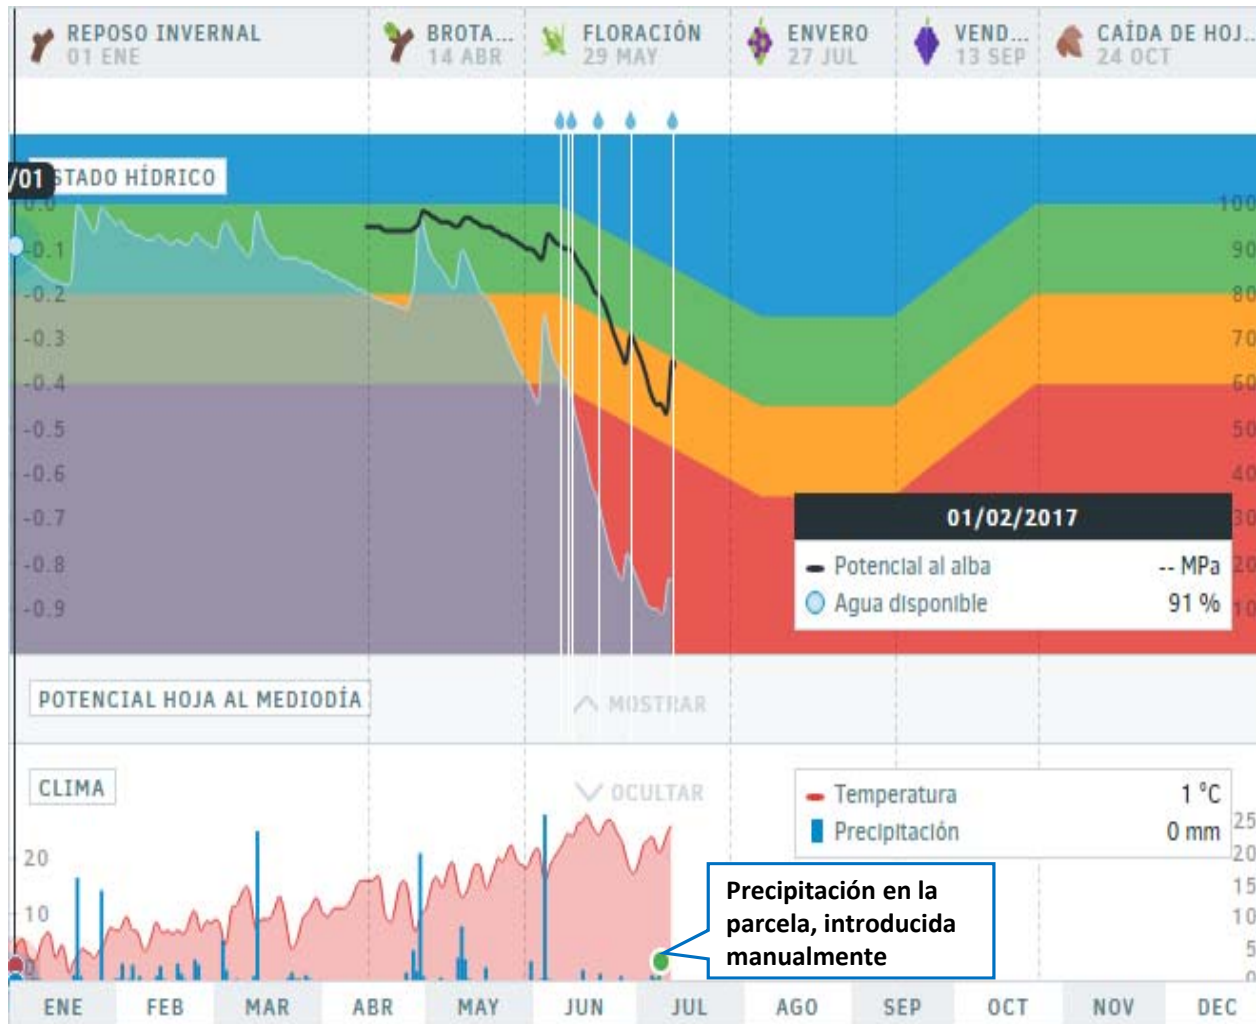 REPOSO INVERNAL
01 ENE
BROTA...
14 ABR
FLORACIÓN
29 MAY
ENVERO
27 JUL
VEND...
13 SEP
CAÍDA DE HOJ...
24 OCT
/01
STADO HÍDRICO
0.0
-0.1
-0.2
-0.3
-0.4
-0.5
-0.6
-0.7
-0.8
-0.9
100
90
80
70
60
50
40
30
20
10
01/02/2017
Potencial al alba -- MPa
Agua disponible 91 %
POTENCIAL HOJA AL MEDIODÍA
MOSTRAR
CLIMA
OCULTAR
Temperatura 1 °C
Precipitación 0 mm
20
10
0
25
20
15
10
5
0
Precipitación en la
parcela, introducida
manualmente
ENE FEB MAR ABR MAY JUN JUL AGO SEP OCT NOV DEC